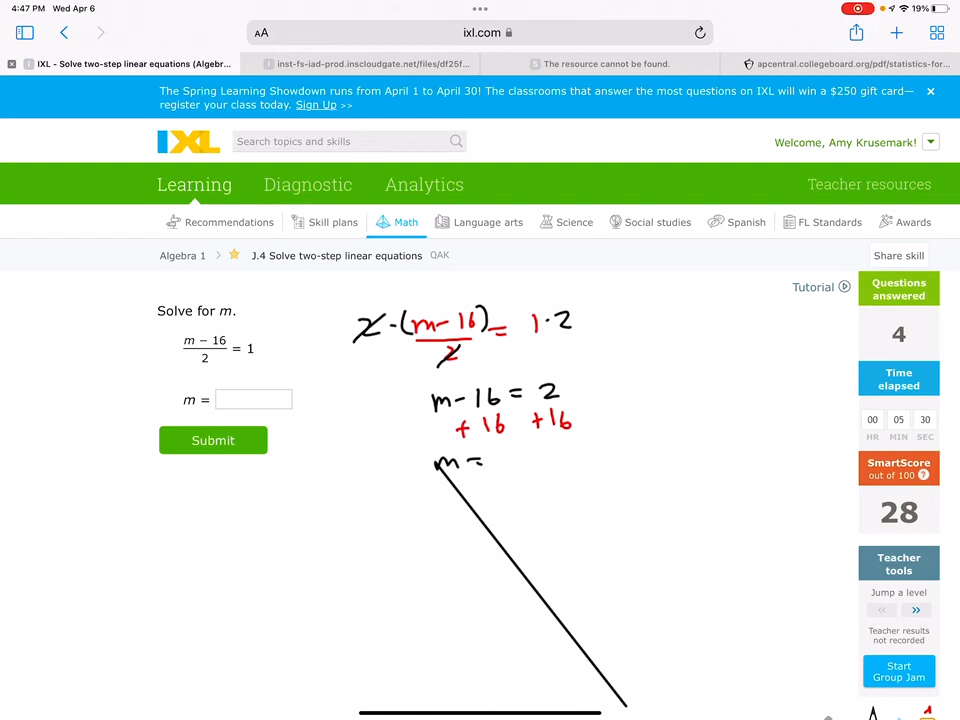 4:47 PM Wed Apr 6
19%
AA ixl.com
IXL - Solve two-step linear equations (Algebr...
inst-fs-iad-prod.inscloudgate.net/files/df25f...
The resource cannot be found.
apcentral.collegeboard.org/pdf/statistics-for...
The Spring Learning Showdown runs from April 1 to April 30! The classrooms that answer the most questions on IXL will win a $250 gift card—
register your class today. Sign Up >>
IXL
Search topics and skills
Welcome, Amy Krusemark!
Learning Diagnostic Analytics Teacher resources
Recommendations Skill plans Math Language arts Science Social studies Spanish FL Standards Awards
Algebra 1 > J.4 Solve two-step linear equations QAK
Share skill
Tutorial
Solve for m.
m − 16
2
= 1
m =
Submit
2 · (m - 16) = 1 · 2
2
m - 16 = 2
+ 16 + 16
m =
Questions
answered
4
Time
elapsed
00 05 30
HR MIN SEC
SmartScore
out of 100 ?
28
Teacher
tools
Jump a level
Teacher results
not recorded
Start
Group Jam